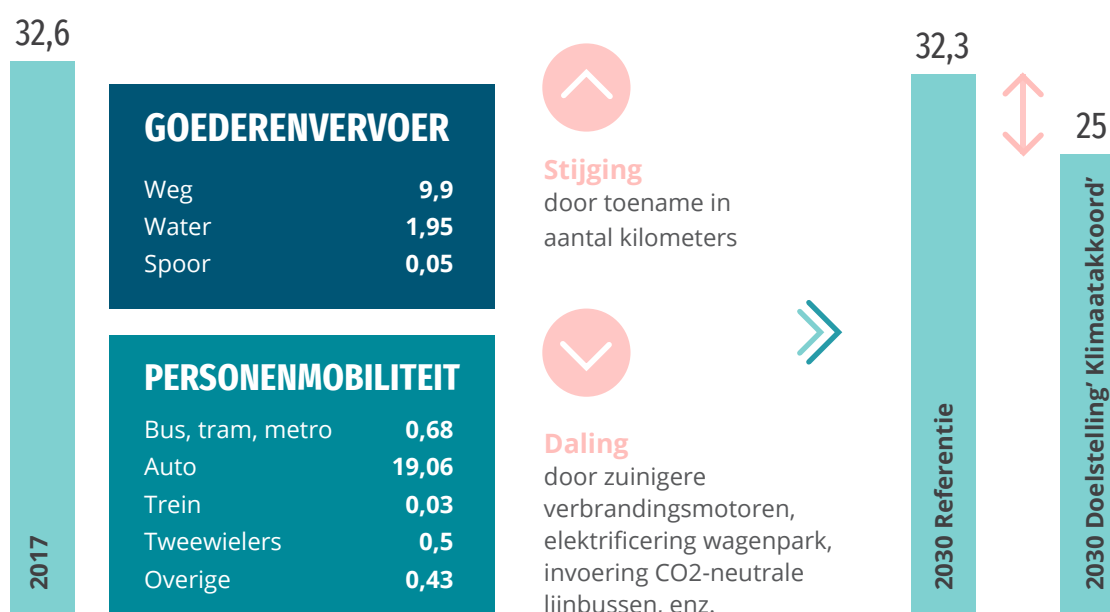 32,6
2017
GOEDERENVERVOER
Weg 9,9
Water 1,95
Spoor 0,05
PERSONENMOBILITEIT
Bus, tram, metro 0,68
Auto 19,06
Trein 0,03
Tweewielers 0,5
Overige 0,43
Stijging
door toename in
aantal kilometers
Daling
door zuinigere
verbrandingsmotoren,
elektrificering wagenpark,
invoering CO2-neutrale
lijnbussen, enz.
32,3
2030 Referentie
25
2030 Doelstelling’ Klimaatakkoord’